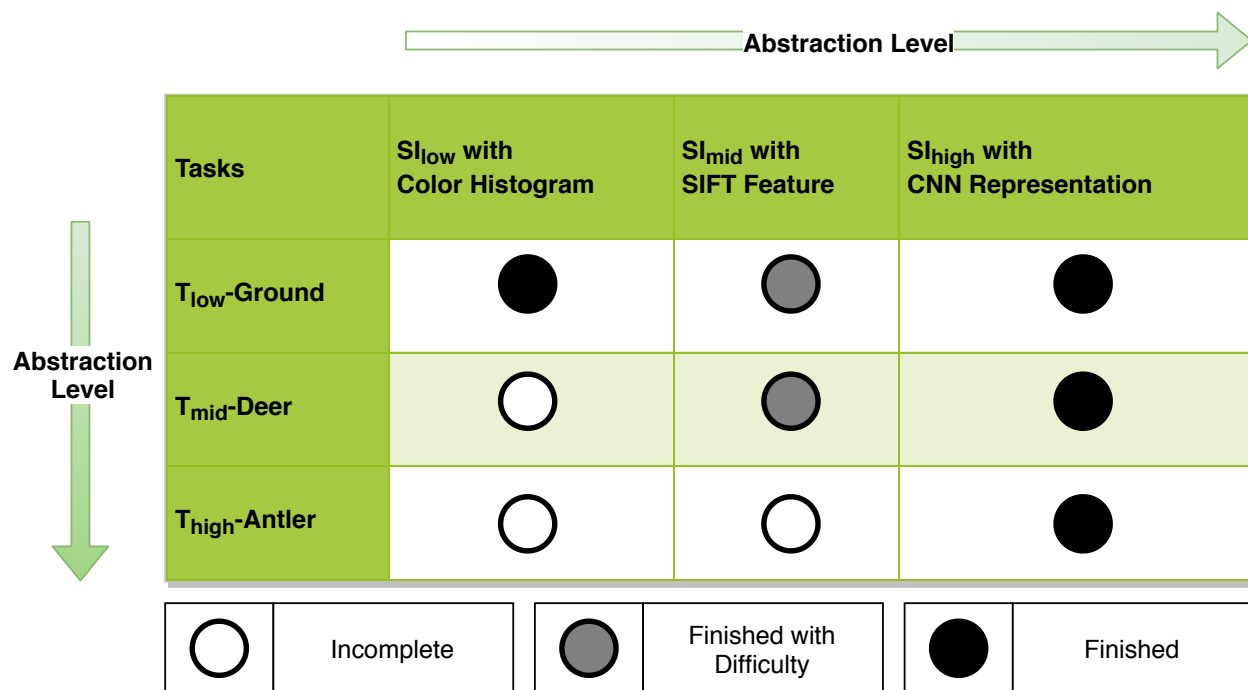 Abstraction Level
Tasks
SIlow with
Color Histogram
SImid with
SIFT Feature
SIhigh with
CNN Representation
Tlow-Ground
Abstraction
Level
Tmid-Deer
Thigh-Antler
Incomplete
Finished with
Difficulty
Finished